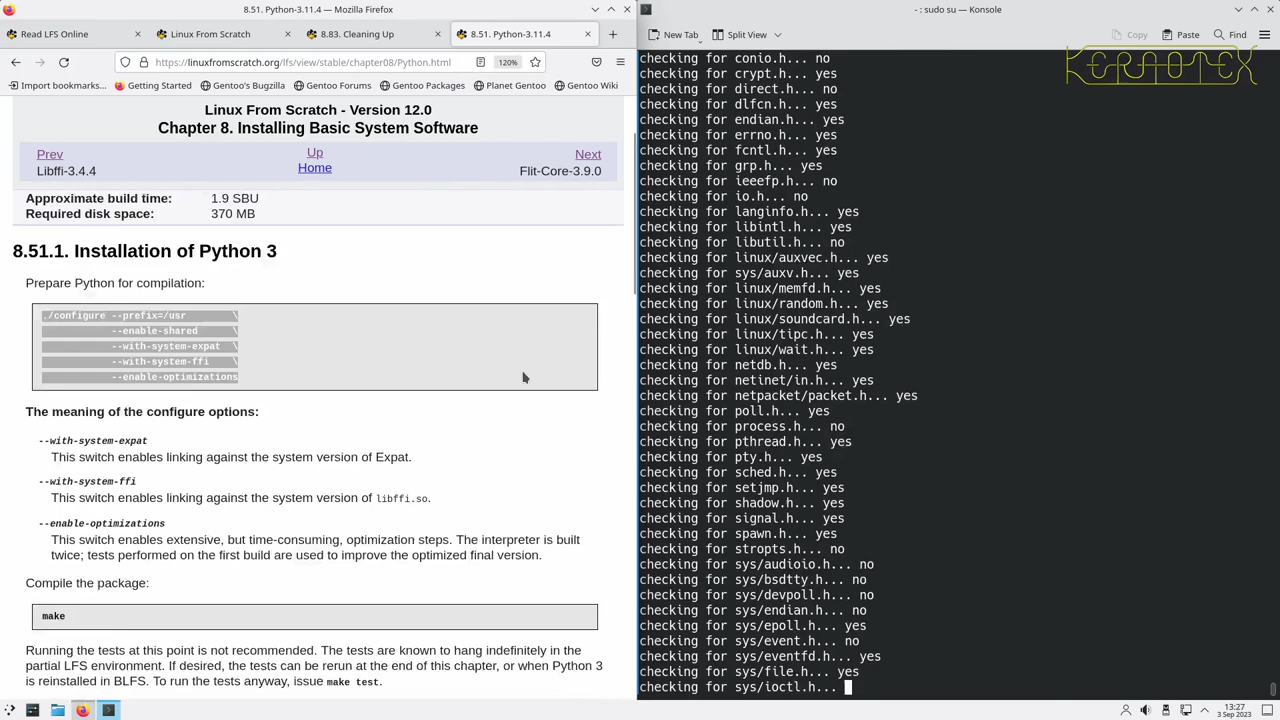 8.51. Python-3.11.4 — Mozilla Firefox
Read LFS Online
Linux From Scratch
8.83. Cleaning Up
8.51. Python-3.11.4
https://linuxfromscratch.org/lfs/view/stable/chapter08/Python.html
120%
Import bookmarks...
Getting Started
Gentoo's Bugzilla
Gentoo Forums
Gentoo Packages
Planet Gentoo
Gentoo Wiki
Linux From Scratch - Version 12.0
Chapter 8. Installing Basic System Software
Prev
Up
Next
Libffi-3.4.4
Home
Flit-Core-3.9.0
Approximate build time: 1.9 SBU
Required disk space: 370 MB
8.51.1. Installation of Python 3
Prepare Python for compilation:
./configure --prefix=/usr \
--enable-shared \
--with-system-expat \
--with-system-ffi \
--enable-optimizations
The meaning of the configure options:
--with-system-expat
This switch enables linking against the system version of Expat.
--with-system-ffi
This switch enables linking against the system version of libffi.so.
--enable-optimizations
This switch enables extensive, but time-consuming, optimization steps. The interpreter is built
twice; tests performed on the first build are used to improve the optimized final version.
Compile the package:
make
Running the tests at this point is not recommended. The tests are known to hang indefinitely in the
partial LFS environment. If desired, the tests can be rerun at the end of this chapter, or when Python 3
is reinstalled in BLFS. To run the tests anyway, issue make test.
- : sudo su — Konsole
New Tab
Split View
Copy
Paste
Find
KEROTEX
checking for conio.h... no
checking for crypt.h... yes
checking for direct.h... no
checking for dlfcn.h... yes
checking for endian.h... yes
checking for errno.h... yes
checking for fcntl.h... yes
checking for grp.h... yes
checking for ieeefp.h... no
checking for io.h... no
checking for langinfo.h... yes
checking for libintl.h... yes
checking for libutil.h... no
checking for linux/auxvec.h... yes
checking for sys/auxv.h... yes
checking for linux/memfd.h... yes
checking for linux/random.h... yes
checking for linux/soundcard.h... yes
checking for linux/tipc.h... yes
checking for linux/wait.h... yes
checking for netdb.h... yes
checking for netinet/in.h... yes
checking for netpacket/packet.h... yes
checking for poll.h... yes
checking for process.h... no
checking for pthread.h... yes
checking for pty.h... yes
checking for sched.h... yes
checking for setjmp.h... yes
checking for shadow.h... yes
checking for signal.h... yes
checking for spawn.h... yes
checking for stropts.h... no
checking for sys/audioio.h... no
checking for sys/bsdtty.h... no
checking for sys/devpoll.h... no
checking for sys/endian.h... no
checking for sys/epoll.h... yes
checking for sys/event.h... no
checking for sys/eventfd.h... yes
checking for sys/file.h... yes
checking for sys/ioctl.h...
13:27
3 Sep 2023